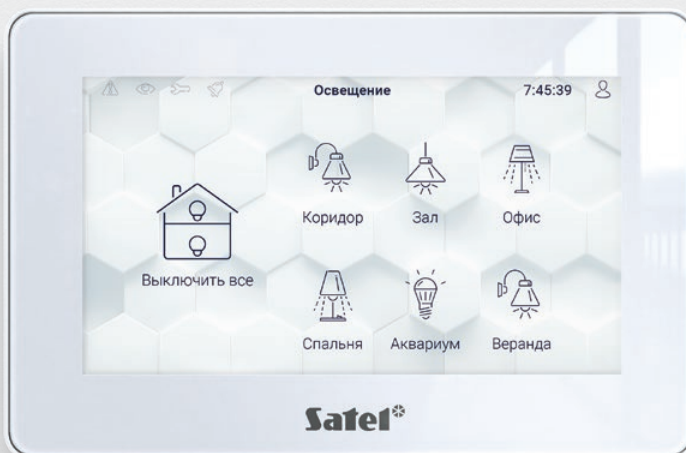 Освещение 7:45:39
Коридор Зал Офис
Выключить все
Спальня Аквариум Веранда
Satel